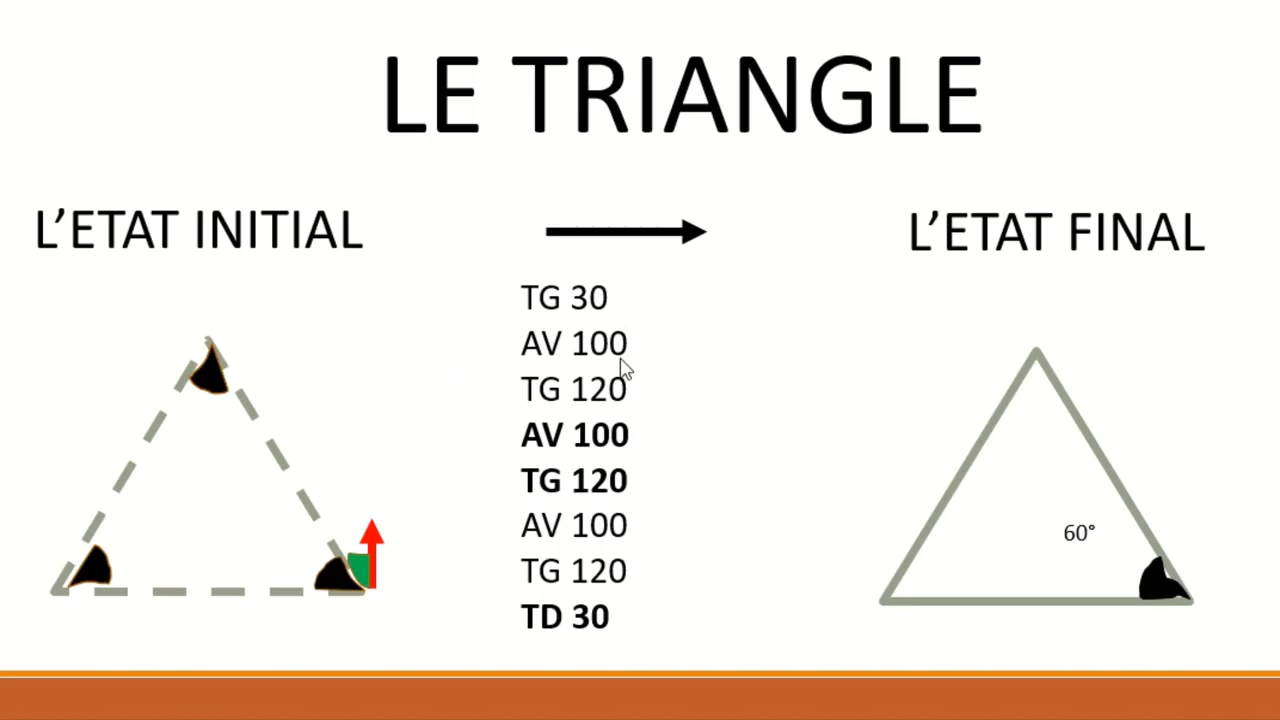 LE TRIANGLE
L’ETAT INITIAL
L’ETAT FINAL
TG 30
AV 100
TG 120
AV 100
TG 120
AV 100
TG 120
TD 30
60°